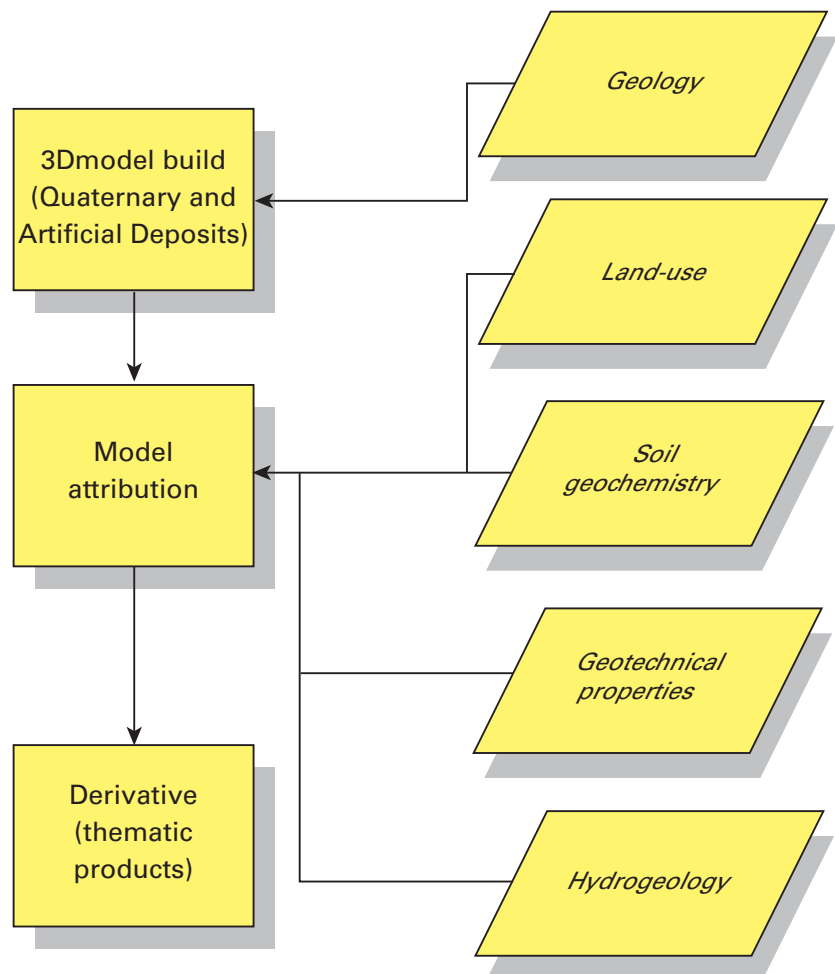 Geology
3Dmodel build
(Quaternary and
Artificial Deposits)
Land-use
Model
attribution
Soil
geochemistry
Geotechnical
properties
Derivative
(thematic
products)
Hydrogeology